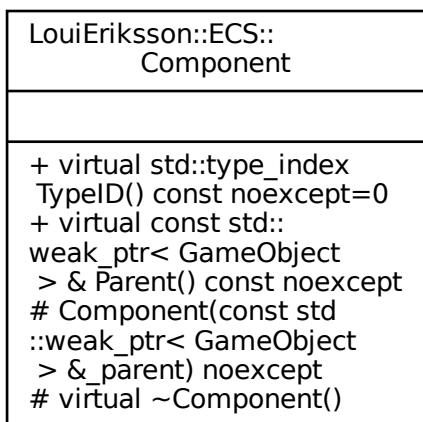 LouiEriksson::ECS::
Component
+ virtual std::type_index
TypeID() const noexcept=0
+ virtual const std::
weak_ptr< GameObject
> & Parent() const noexcept
# Component(const std
::weak_ptr< GameObject
> &_parent) noexcept
# virtual ~Component()